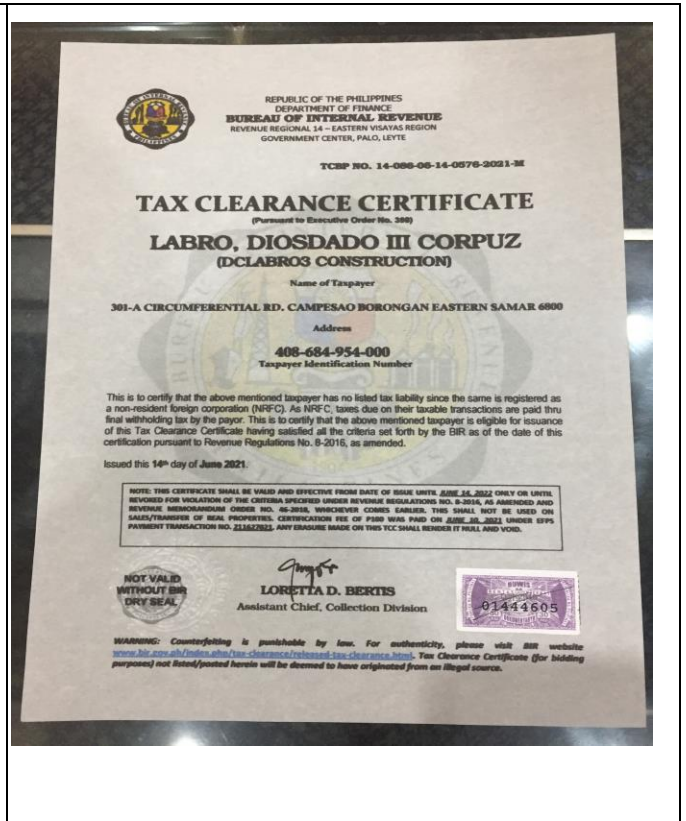 REPUBLIC OF THE PHILIPPINES
DEPARTMENT OF FINANCE
BUREAU OF INTERNAL REVENUE
REVENUE REGIONAL 14 – EASTERN VISAYAS REGION
GOVERNMENT CENTER, PALO, LEYTE
TCBP NO. 14-086-06-14-0576-2021-M
TAX CLEARANCE CERTIFICATE
(Pursuant to Executive Order No. 398)
LABRO, DIOSDADO III CORPUZ
(DCLABRO3 CONSTRUCTION)
Name of Taxpayer
301-A CIRCUMFERENTIAL RD. CAMPESAO BORONGAN EASTERN SAMAR 6800
Address
408-684-954-000
Taxpayer Identification Number
This is to certify that the above mentioned taxpayer has no listed tax liability since the same is registered as
a non-resident foreign corporation (NRFC). As NRFC, taxes due on their taxable transactions are paid thru
final withholding tax by the payor. This is to certify that the above mentioned taxpayer is eligible for issuance
of this Tax Clearance Certificate having satisfied all the criteria set forth by the BIR as of the date of this
certification pursuant to Revenue Regulations No. 8-2016, as amended.
Issued this 14th day of June 2021.
NOTE: THIS CERTIFICATE SHALL BE VALID AND EFFECTIVE FROM DATE OF ISSUE UNTIL JUNE 14, 2022 ONLY OR UNTIL
REVOKED FOR VIOLATION OF THE CRITERIA SPECIFIED UNDER REVENUE REGULATIONS NO. 8-2016, AS AMENDED AND
REVENUE MEMORANDUM ORDER NO. 46-2018, WHICHEVER COMES EARLIER. THIS SHALL NOT BE USED ON
SALES/TRANSFER OF REAL PROPERTIES. CERTIFICATION FEE OF P100 WAS PAID ON JUNE 10, 2021 UNDER EFPS
PAYMENT TRANSACTION NO. 211627821. ANY ERASURE MADE ON THIS TCC SHALL RENDER IT NULL AND VOID.
NOT VALID
WITHOUT BIR
DRY SEAL
LORETTA D. BERTIS
Assistant Chief, Collection Division
01444605
WARNING: Counterfeiting is punishable by law. For authenticity, please visit BIR website
www.bir.gov.ph/index.php/tax-clearance/released-tax-clearance.html. Tax Clearance Certificate (for bidding
purposes) not listed/posted herein will be deemed to have originated from an illegal source.